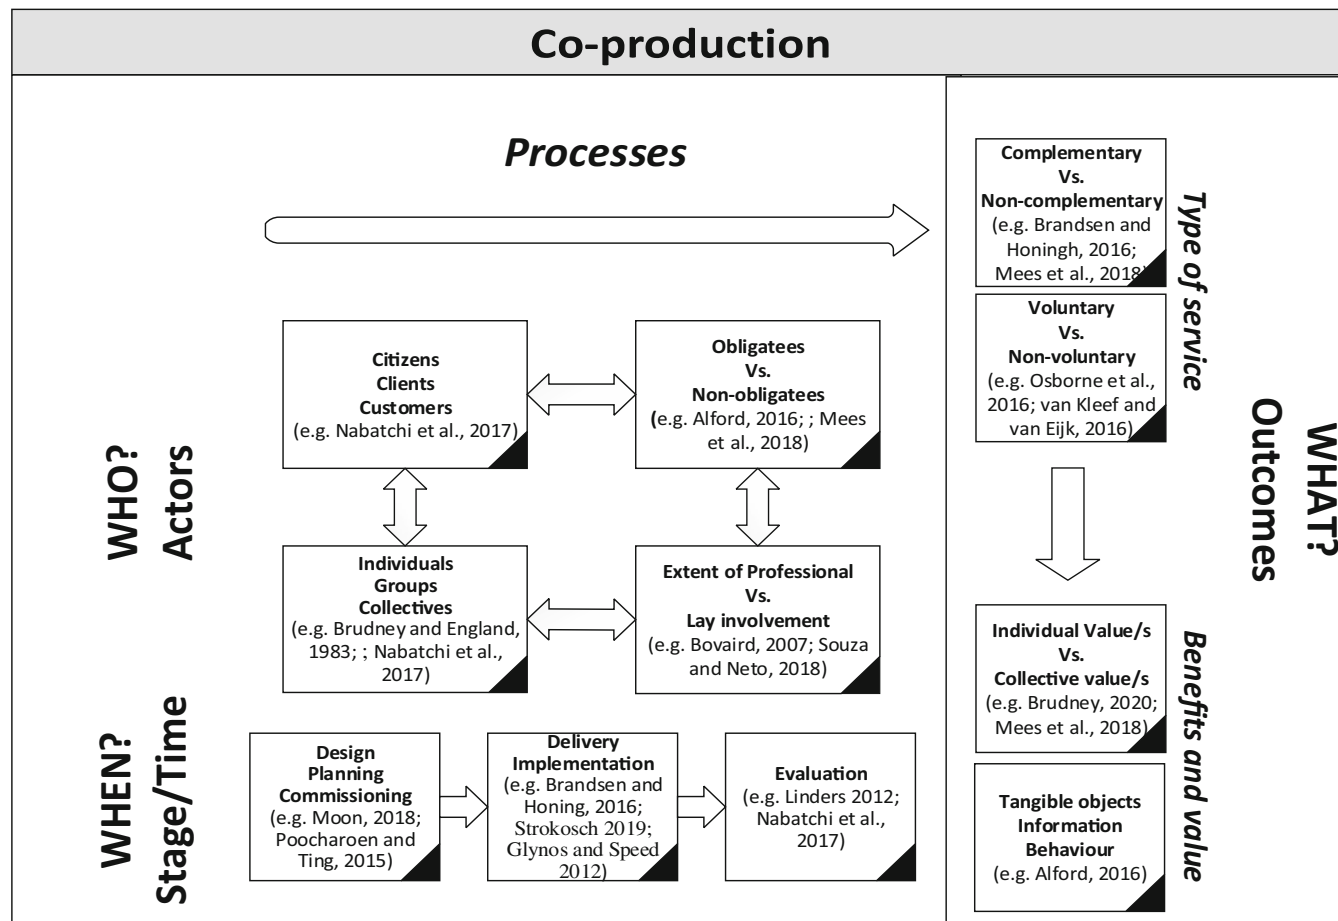 Co-production
Processes
WHO?
Actors
Citizens
Clients
Customers
(e.g. Nabatchi et al., 2017)
Obligatees
Vs.
Non-obligatees
(e.g. Alford, 2016; ; Mees
et al., 2018)
Individuals
Groups
Collectives
(e.g. Brudney and England,
1983; ; Nabatchi et al.,
2017)
Extent of Professional
Vs.
Lay involvement
(e.g. Bovaird, 2007; Souza
and Neto, 2018)
WHEN?
Stage/Time
Design
Planning
Commissioning
(e.g. Moon, 2018;
Poocharoen and
Ting, 2015)
Delivery
Implementation
(e.g. Brandsen and
Honing, 2016;
Strokosch 2019;
Glynos and Speed
2012)
Evaluation
(e.g. Linders 2012;
Nabatchi et al.,
2017)
Complementary
Vs.
Non-complementary
(e.g. Brandsen and
Honingh, 2016;
Mees et al., 2018)
Voluntary
Vs.
Non-voluntary
(e.g. Osborne et al.,
2016; van Kleef and
van Eijk, 2016)
Type of service
Individual Value/s
Vs.
Collective value/s
(e.g. Brudney, 2020;
Mees et al., 2018)
Tangible objects
Information
Behaviour
(e.g. Alford, 2016)
Benefits and value
WHAT?
Outcomes